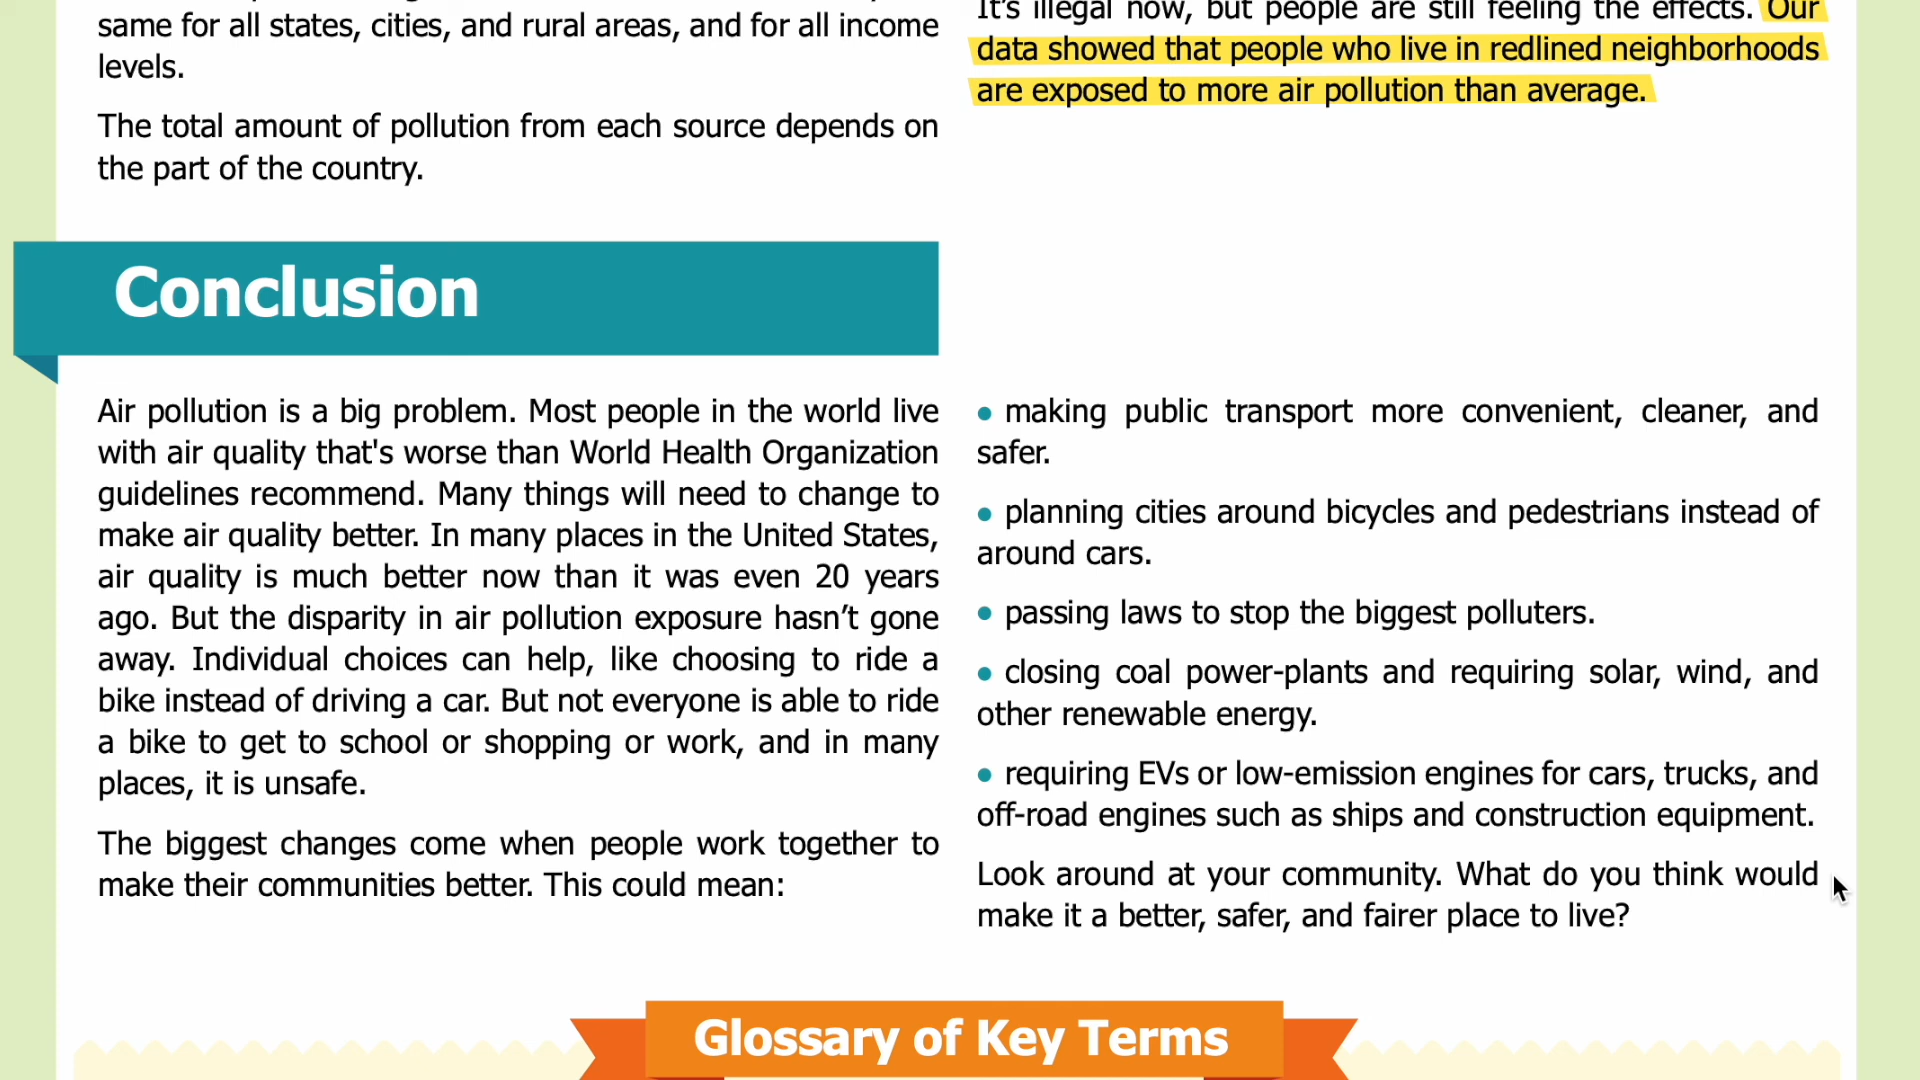 same for all states, cities, and rural areas, and for all income
levels.
The total amount of pollution from each source depends on
the part of the country.
It’s illegal now, but people are still feeling the effects. Our
data showed that people who live in redlined neighborhoods
are exposed to more air pollution than average.
Conclusion
Air pollution is a big problem. Most people in the world live
with air quality that's worse than World Health Organization
guidelines recommend. Many things will need to change to
make air quality better. In many places in the United States,
air quality is much better now than it was even 20 years
ago. But the disparity in air pollution exposure hasn’t gone
away. Individual choices can help, like choosing to ride a
bike instead of driving a car. But not everyone is able to ride
a bike to get to school or shopping or work, and in many
places, it is unsafe.
The biggest changes come when people work together to
make their communities better. This could mean:
• making public transport more convenient, cleaner, and
safer.
• planning cities around bicycles and pedestrians instead of
around cars.
• passing laws to stop the biggest polluters.
• closing coal power-plants and requiring solar, wind, and
other renewable energy.
• requiring EVs or low-emission engines for cars, trucks, and
off-road engines such as ships and construction equipment.
Look around at your community. What do you think would
make it a better, safer, and fairer place to live?
Glossary of Key Terms